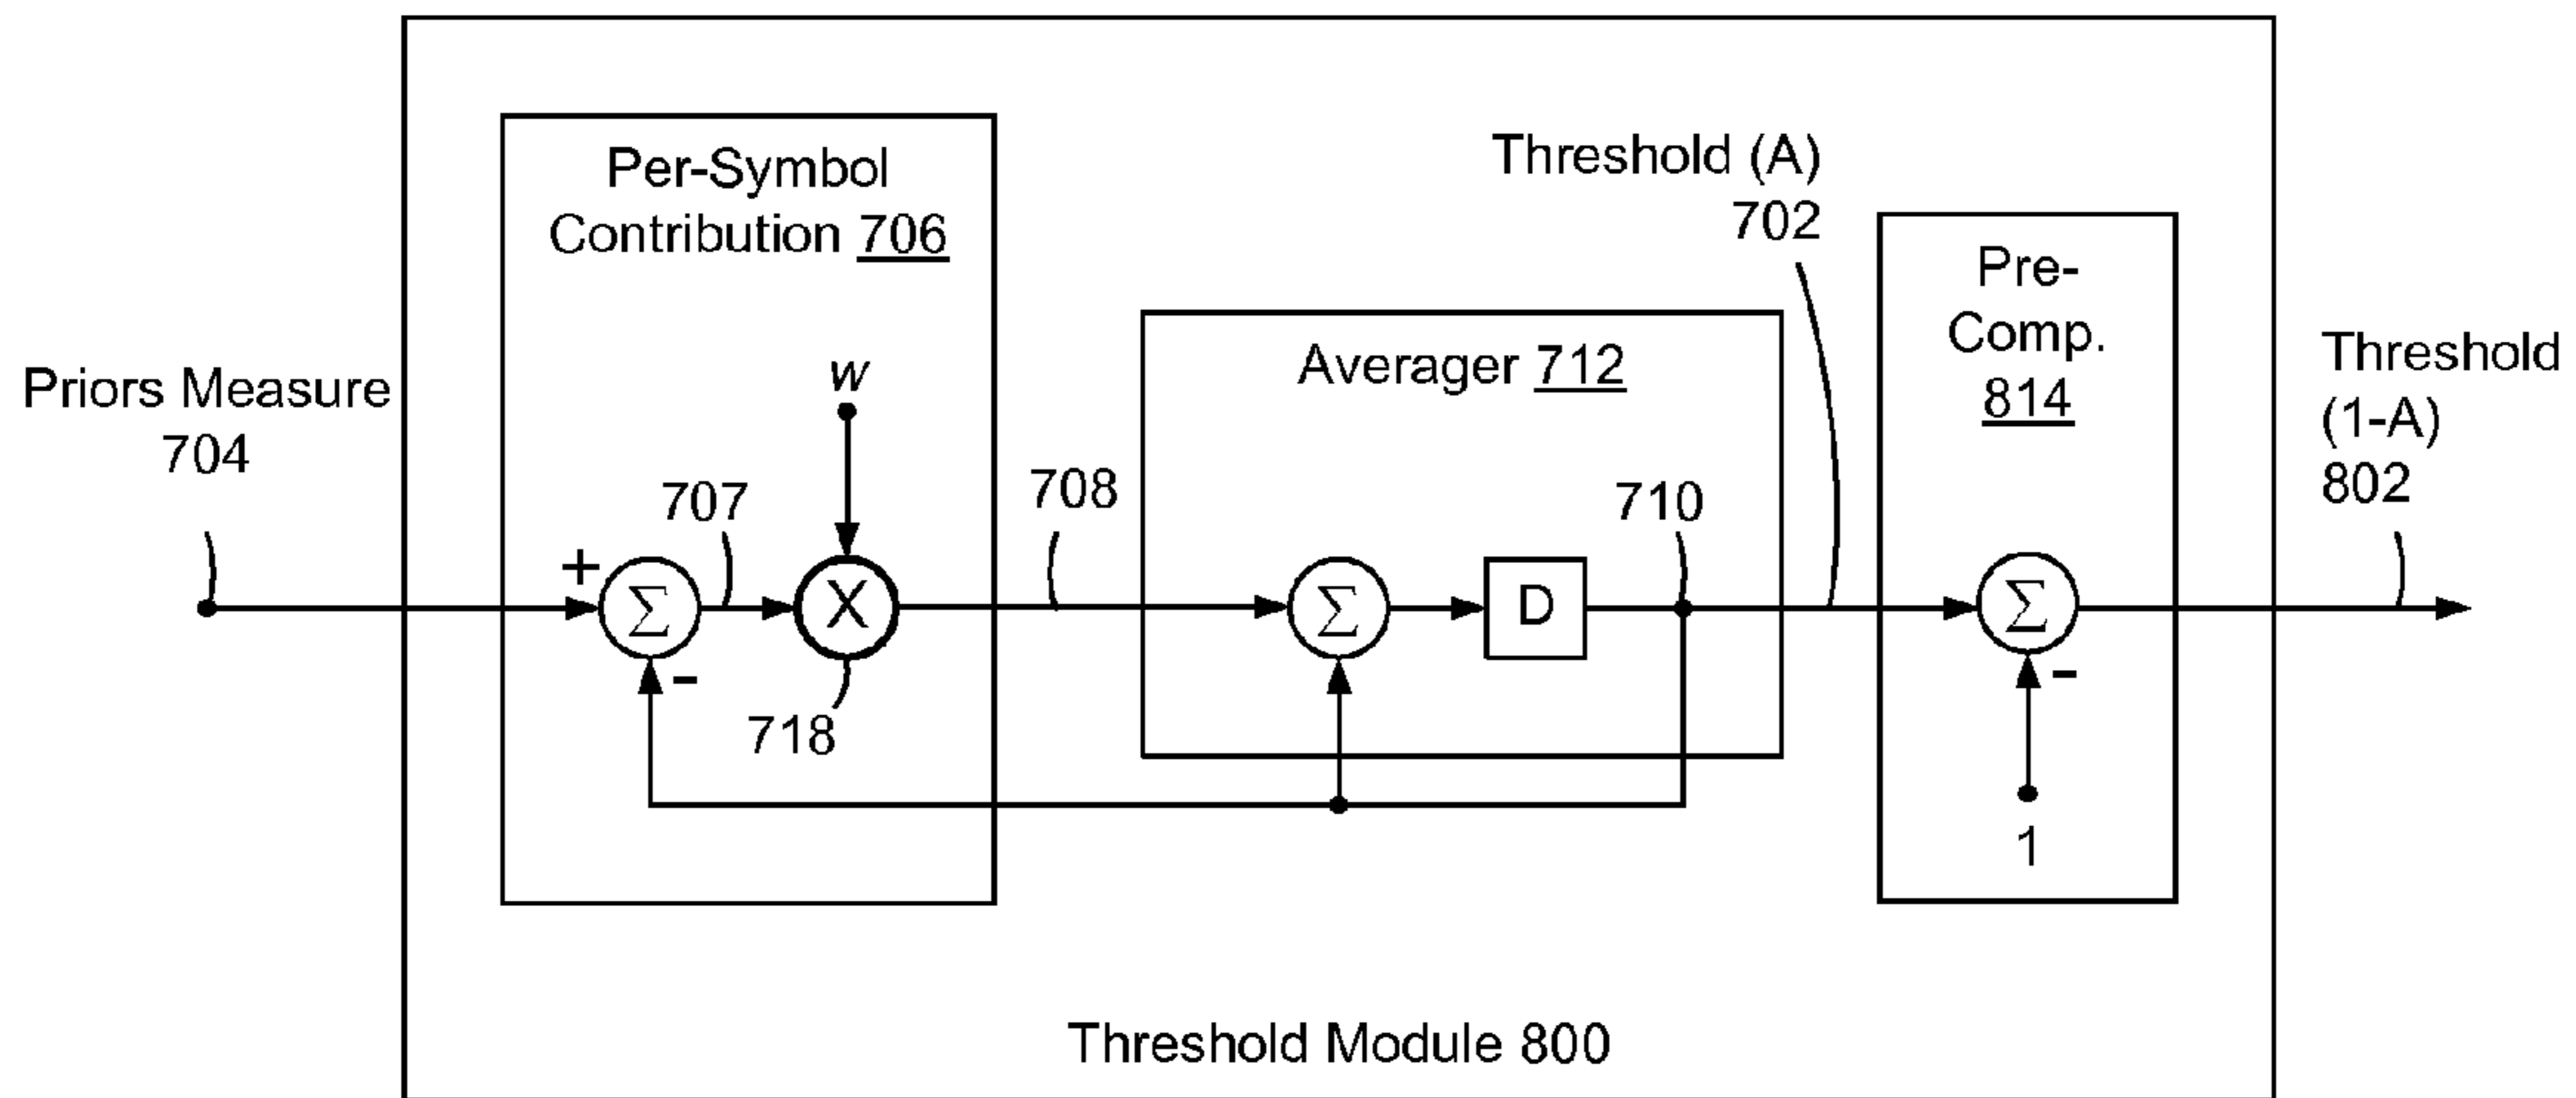 Per-Symbol
Contribution 706
Threshold (A)
702
Pre-
Comp.
814
Averager 712
Priors Measure
704
w
Threshold
(1-A)
802
707
708
710
+
Σ
X
Σ
D
Σ
-
-
718
1
Threshold Module 800